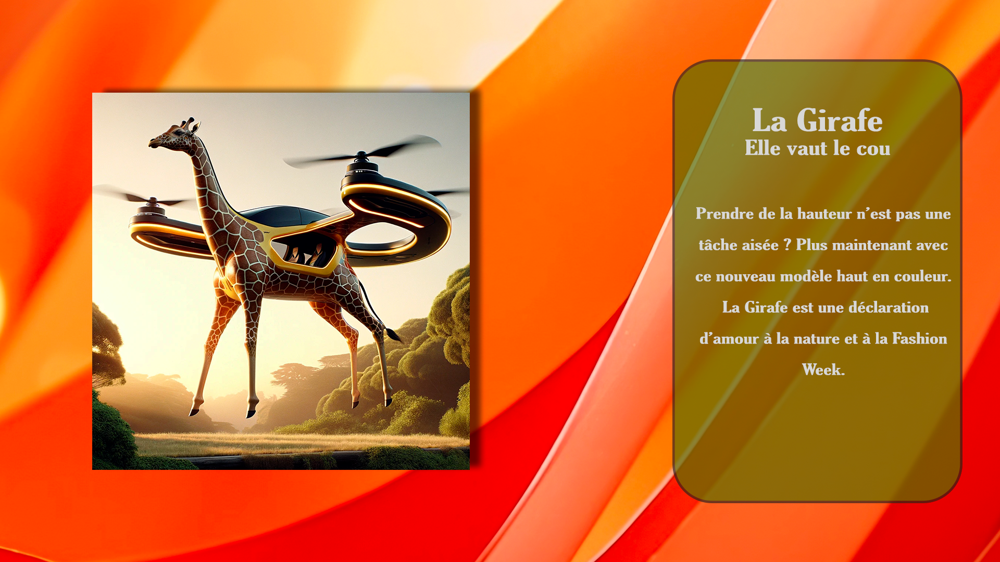 La Girafe
Elle vaut le cou
Prendre de la hauteur n’est pas une
tâche aisée ? Plus maintenant avec
ce nouveau modèle haut en couleur.
La Girafe est une déclaration
d’amour à la nature et à la Fashion
Week.